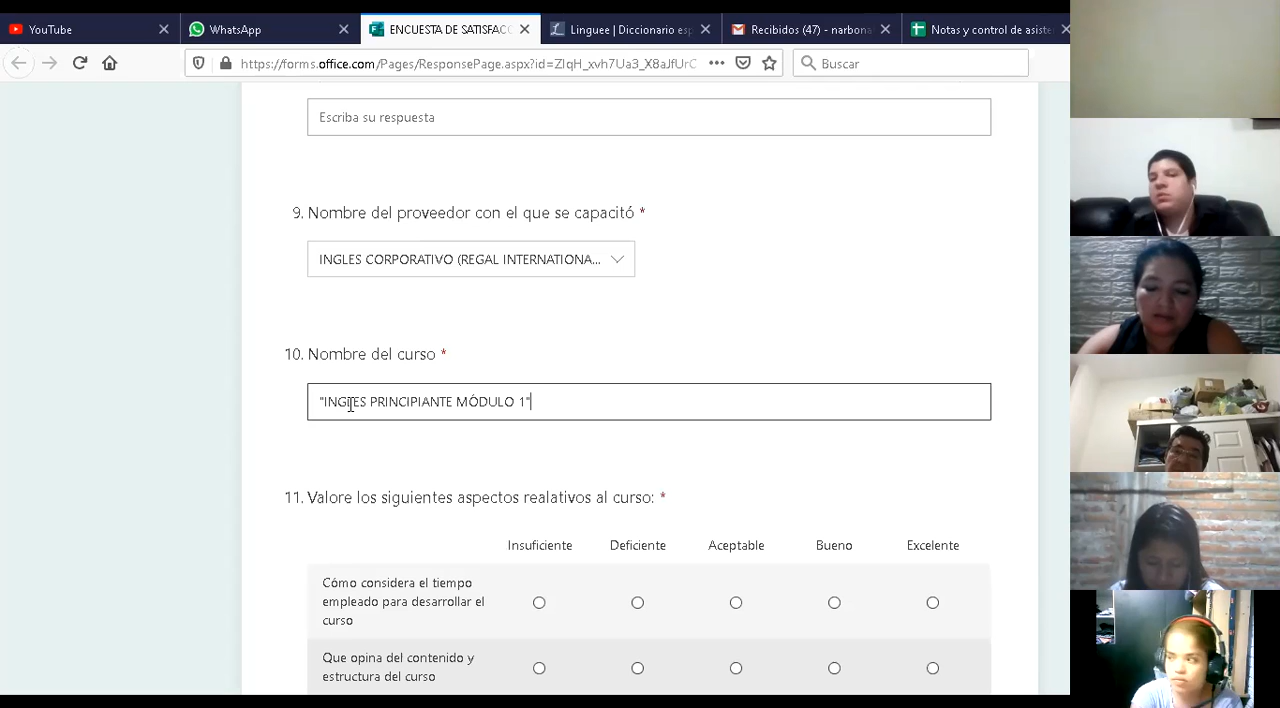 YouTube
WhatsApp
ENCUESTA DE SATISFAC
Linguee | Diccionario esp
Recibidos (47) - narbona
Notas y control de asiste
https://forms.office.com/Pages/ResponsePage.aspx?id=ZIqH_xvh7Ua3_X8aJfUrC
Buscar
Escriba su respuesta
9. Nombre del proveedor con el que se capacitó *
INGLES CORPORATIVO (REGAL INTERNATIONA...
10. Nombre del curso *
"INGLES PRINCIPIANTE MÓDULO 1"
11. Valore los siguientes aspectos realativos al curso: *
Insuficiente Deficiente Aceptable Bueno Excelente
Cómo considera el tiempo
empleado para desarrollar el
curso
Que opina del contenido y
estructura del curso